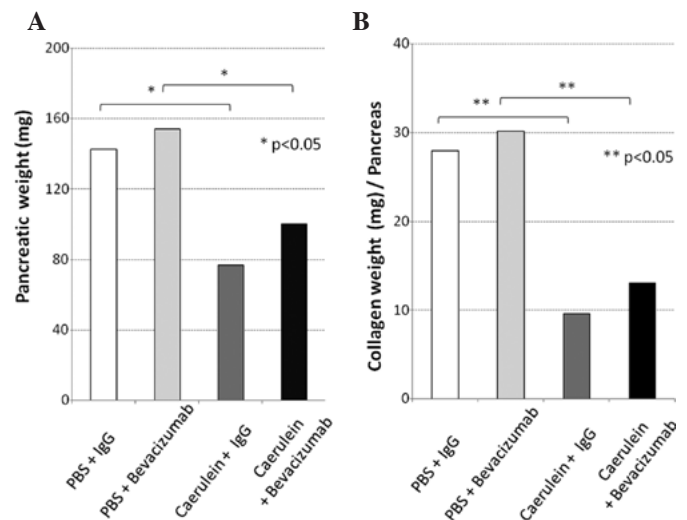 A
Pancreatic weight (mg)
200
160
120
80
40
0
*
*
* p<0.05
PBS + IgG
PBS + Bevacizumab
Caerulein + IgG
Caerulein
+ Bevacizumab
B
Collagen weight (mg) / Pancreas
40
30
20
10
0
**
**
** p<0.05
PBS + IgG
PBS + Bevacizumab
Caerulein + IgG
Caerulein
+ Bevacizumab